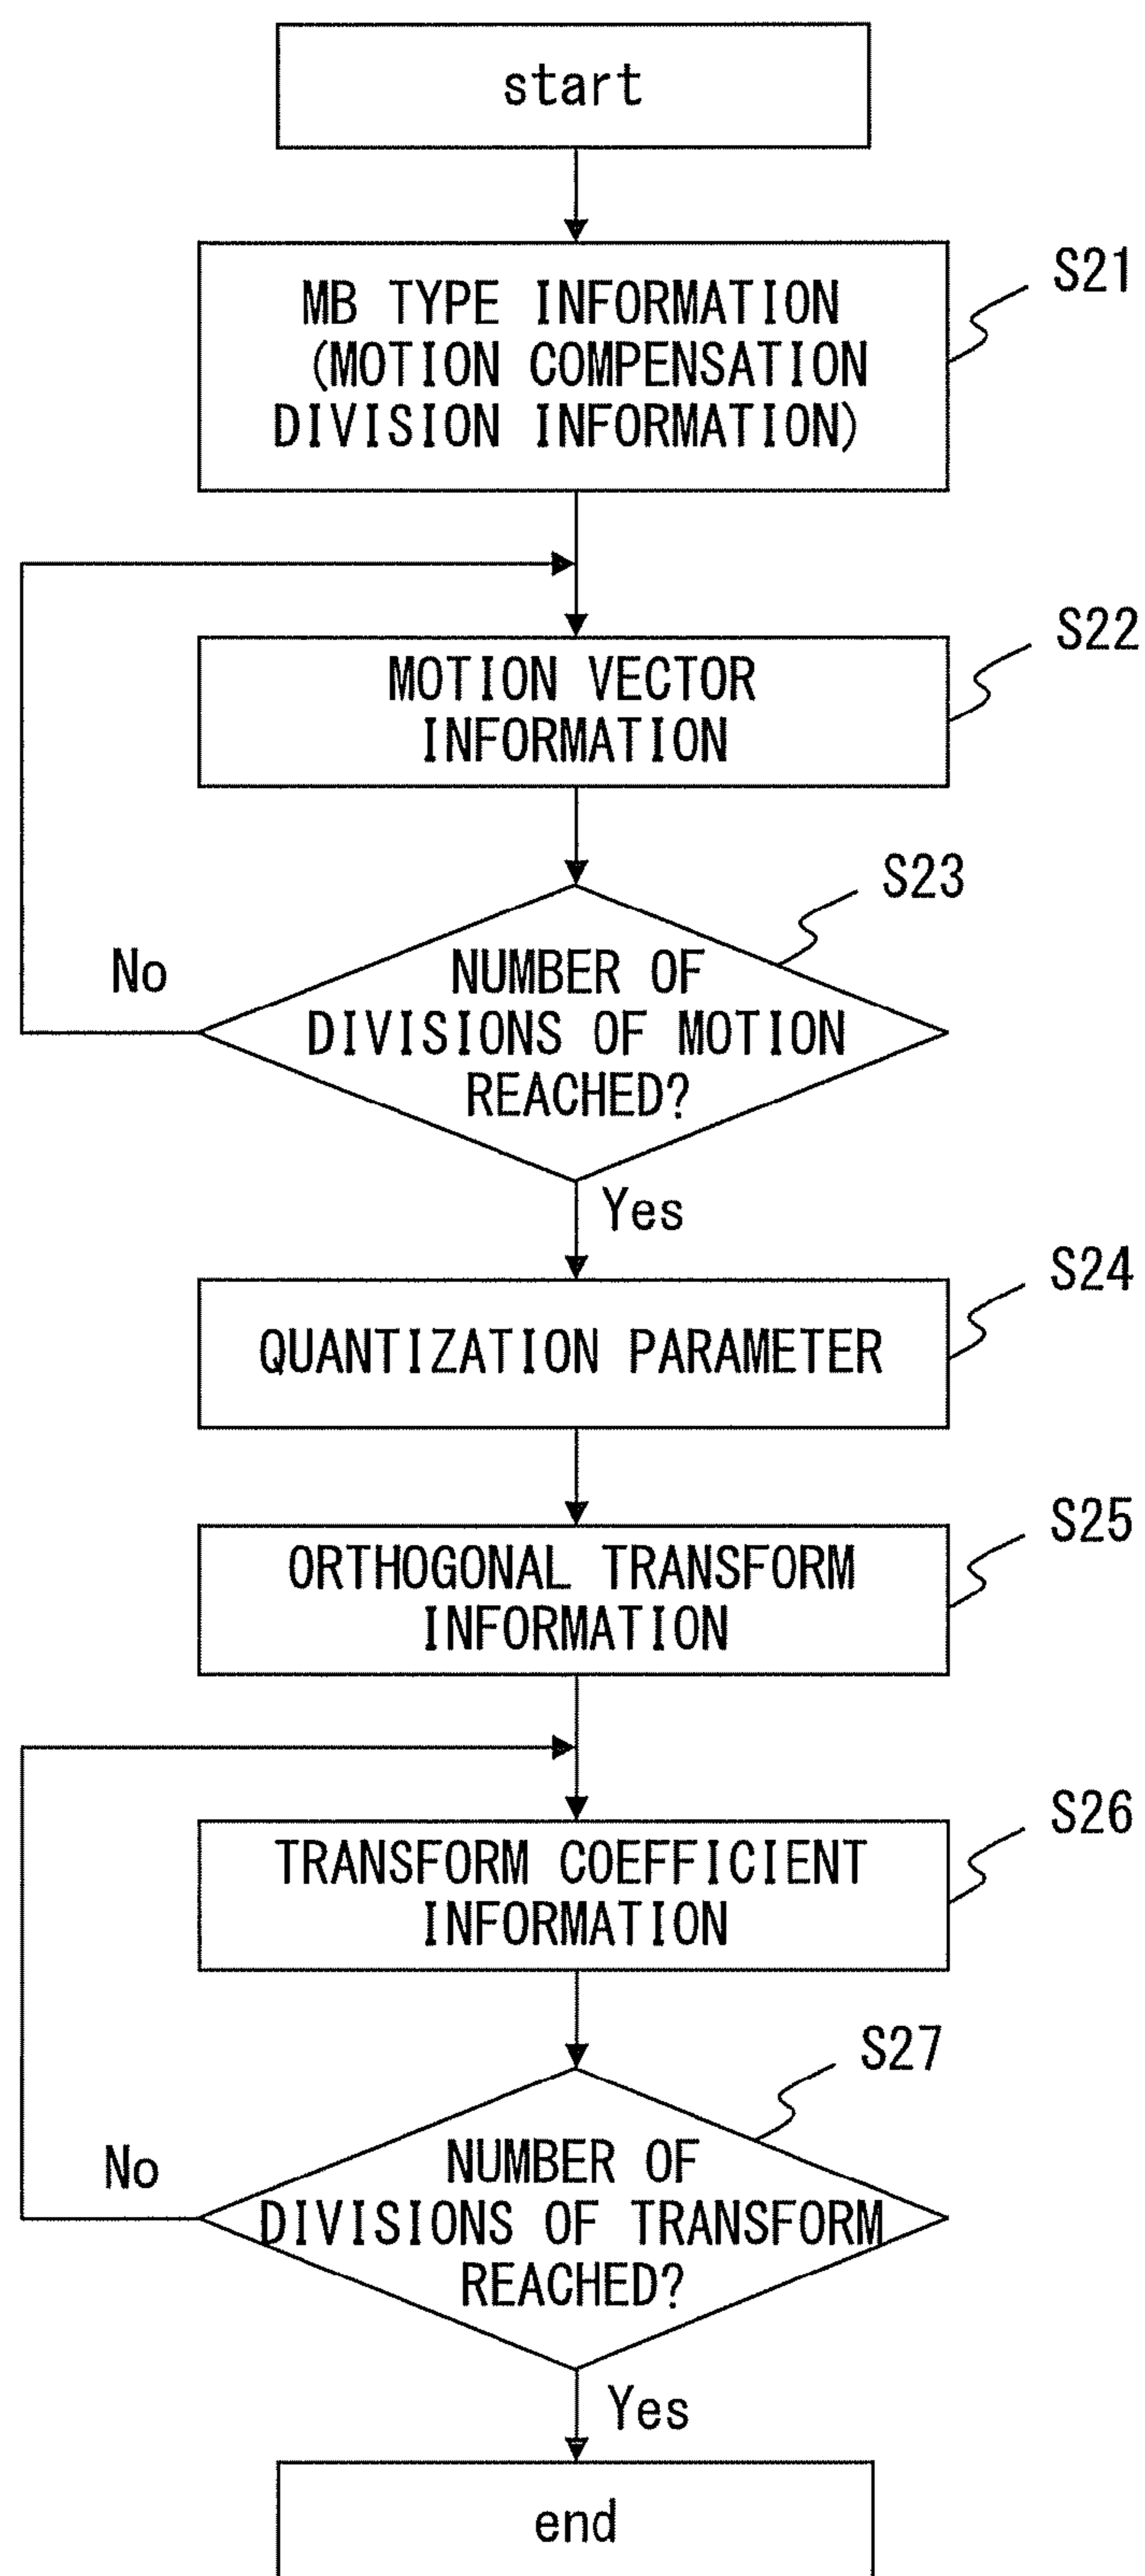 start
MB TYPE INFORMATION
(MOTION COMPENSATION
DIVISION INFORMATION)
S21
MOTION VECTOR
INFORMATION
S22
NUMBER OF
DIVISIONS OF MOTION
REACHED?
S23
No
Yes
QUANTIZATION PARAMETER
S24
ORTHOGONAL TRANSFORM
INFORMATION
S25
TRANSFORM COEFFICIENT
INFORMATION
S26
NUMBER OF
DIVISIONS OF TRANSFORM
REACHED?
S27
No
Yes
end